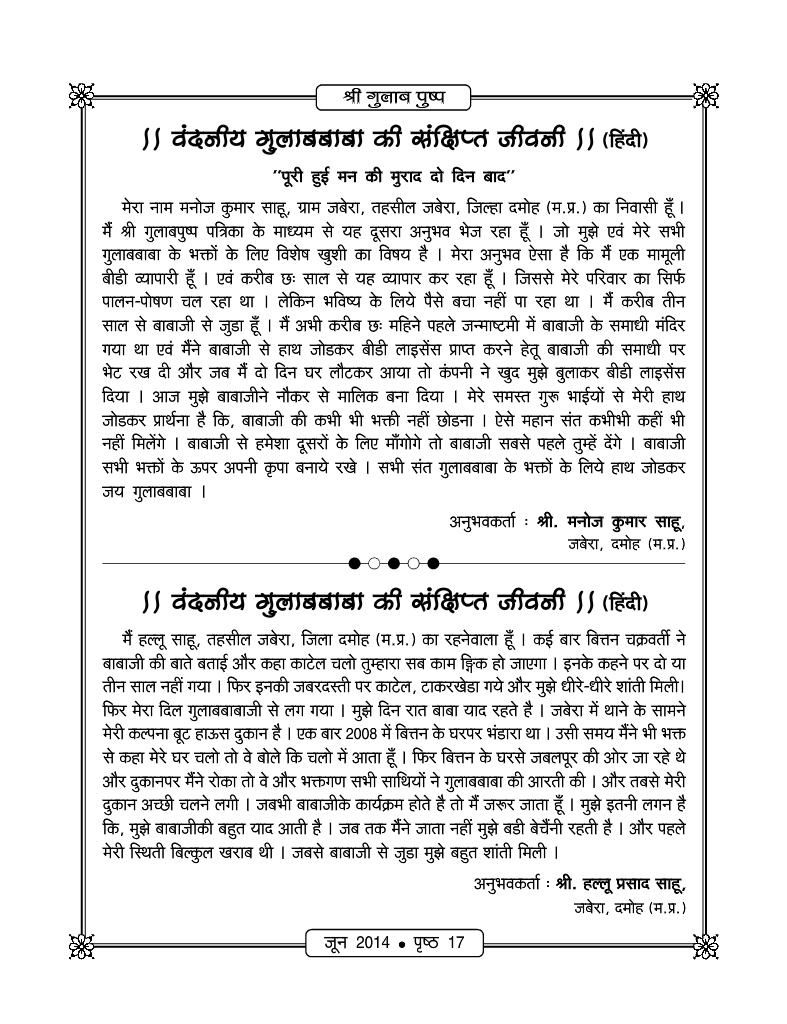 श्री गुलाब पुष्प
।। वंदनीय गुलाबबाबा की संक्षिप्त जीवनी ।। (हिंदी)
"पूरी हुई मन की मुराद दो दिन बाद"
मेरा नाम मनोज कुमार साहू, ग्राम जबेरा, तहसील जबेरा, जिल्हा दमोह (म.प्र.) का निवासी हूँ ।
मैं श्री गुलाबपुष्प पत्रिका के माध्यम से यह दूसरा अनुभव भेज रहा हूँ । जो मुझे एवं मेरे सभी
गुलाबबाबा के भक्तों के लिए विशेष खुशी का विषय है । मेरा अनुभव ऐसा है कि मैं एक मामूली
बीडी व्यापारी हूँ । एवं करीब छः साल से यह व्यापार कर रहा हूँ । जिससे मेरे परिवार का सिर्फ
पालन-पोषण चल रहा था । लेकिन भविष्य के लिये पैसे बचा नहीं पा रहा था । मैं करीब तीन
साल से बाबाजी से जुडा हूँ । मैं अभी करीब छः महिने पहले जन्माष्टमी में बाबाजी के समाधी मंदिर
गया था एवं मैंने बाबाजी से हाथ जोडकर बीडी लाइसेंस प्राप्त करने हेतू बाबाजी की समाधी पर
भेट रख दी और जब मैं दो दिन घर लौटकर आया तो कंपनी ने खुद मुझे बुलाकर बीडी लाइसेंस
दिया । आज मुझे बाबाजीने नौकर से मालिक बना दिया । मेरे समस्त गुरू भाईयों से मेरी हाथ
जोडकर प्रार्थना है कि, बाबाजी की कभी भी भक्ती नहीं छोडना । ऐसे महान संत कभीभी कहीं भी
नहीं मिलेंगे । बाबाजी से हमेशा दूसरों के लिए माँगोगे तो बाबाजी सबसे पहले तुम्हें देंगे । बाबाजी
सभी भक्तों के ऊपर अपनी कृपा बनाये रखे । सभी संत गुलाबबाबा के भक्तों के लिये हाथ जोडकर
जय गुलाबबाबा ।
अनुभवकर्ता : श्री. मनोज कुमार साहू,
जबेरा, दमोह (म.प्र.)
।। वंदनीय गुलाबबाबा की संक्षिप्त जीवनी ।। (हिंदी)
मैं हल्लू साहू, तहसील जबेरा, जिला दमोह (म.प्र.) का रहनेवाला हूँ । कई बार बित्तन चक्रवर्ती ने
बाबाजी की बाते बताई और कहा काटेल चलो तुम्हारा सब काम ङ्गिक हो जाएगा । इनके कहने पर दो या
तीन साल नहीं गया । फिर इनकी जबरदस्ती पर काटेल, टाकरखेडा गये और मुझे धीरे-धीरे शांती मिली।
फिर मेरा दिल गुलाबबाबाजी से लग गया । मुझे दिन रात बाबा याद रहते है । जबेरा में थाने के सामने
मेरी कल्पना बूट हाऊस दुकान है । एक बार 2008 में बित्तन के घरपर भंडारा था । उसी समय मैंने भी भक्त
से कहा मेरे घर चलो तो वे बोले कि चलो में आता हूँ । फिर बित्तन के घरसे जबलपूर की ओर जा रहे थे
और दुकानपर मैंने रोका तो वे और भक्तगण सभी साथियों ने गुलाबबाबा की आरती की । और तबसे मेरी
दुकान अच्छी चलने लगी । जबभी बाबाजीके कार्यक्रम होते है तो मैं जरूर जाता हूँ । मुझे इतनी लगन है
कि, मुझे बाबाजीकी बहुत याद आती है । जब तक मैंने जाता नहीं मुझे बडी बेचैंनी रहती है । और पहले
मेरी स्थिती बिल्कुल खराब थी । जबसे बाबाजी से जुडा मुझे बहुत शांती मिली ।
अनुभवकर्ता : श्री. हल्लू प्रसाद साहू,
जबेरा, दमोह (म.प्र.)
जून 2014 ● पृष्ठ 17